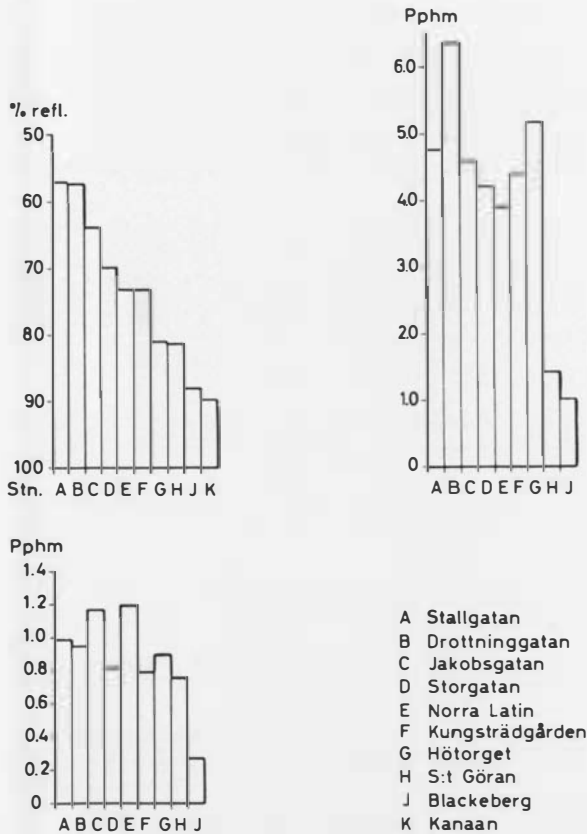 % refl.
50
60
70
80
90
100
Stn. A B C D E F G H J K
Pphm
6.0
5.0
4.0
3.0
2.0
1.0
0
A B C D E F G H J
Pphm
1.4
1.2
1.0
0.8
0.6
0.4
0.2
0
A B C D E F G H J
A Stallgatan
B Drottninggatan
C Jakobsgatan
D Storgatan
E Norra Latin
F Kungsträdgården
G Hötorget
H S:t Göran
J Blackeberg
K Kanaan